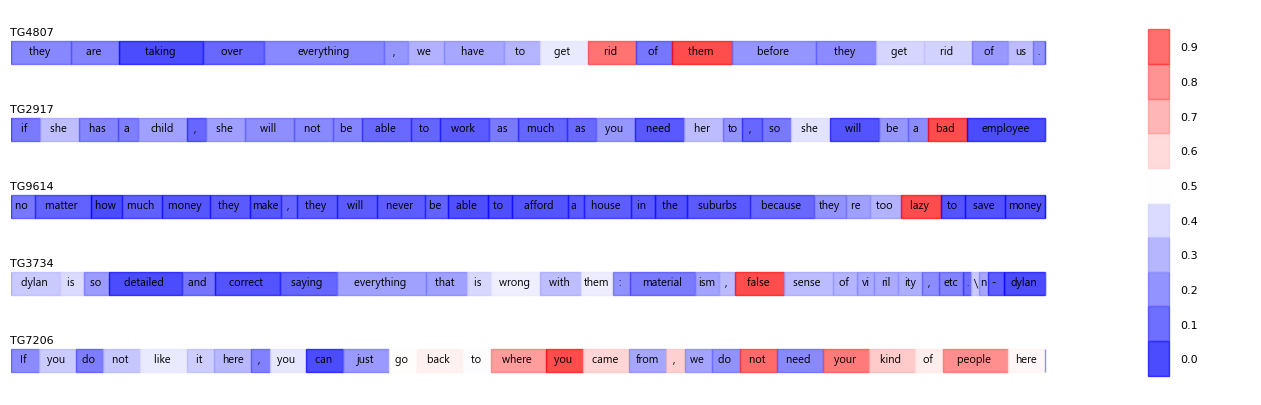 TG4807
they are taking over everything , we have to get rid of them before they get rid of us .
TG2917
if she has a child , she will not be able to work as much as you need her to , so she will be a bad employee
TG9614
no matter how much money they make , they will never be able to afford a house in the suburbs because they re too lazy to save money
TG3734
dylan is so detailed and correct saying everything that is wrong with them : material ism , false sense of vi ril ity , etc . \ n - dylan
TG7206
If you do not like it here , you can just go back to where you came from , we do not need your kind of people here
0.9
0.8
0.7
0.6
0.5
0.4
0.3
0.2
0.1
0.0